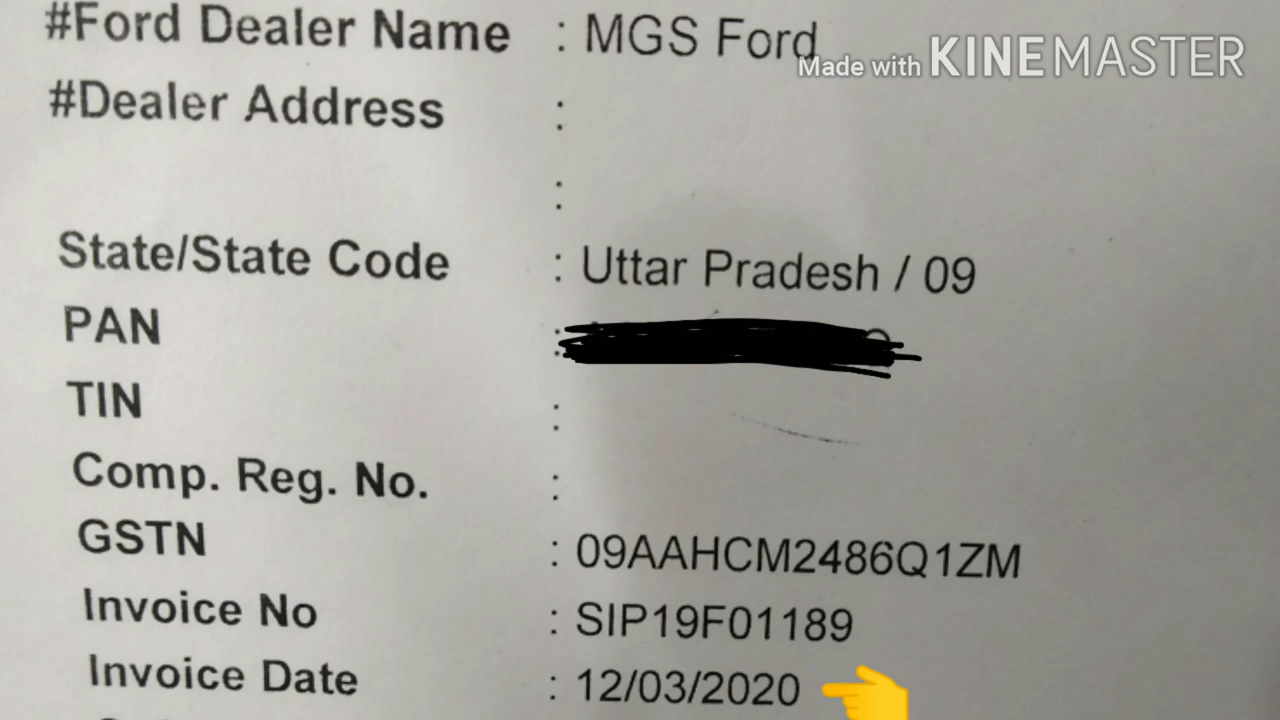 #Ford Dealer Name : MGS Ford
Made with KINEMASTER
#Dealer Address :
:
State/State Code : Uttar Pradesh / 09
PAN :
TIN :
Comp. Reg. No. :
GSTN : 09AAHCM2486Q1ZM
Invoice No : SIP19F01189
Invoice Date : 12/03/2020